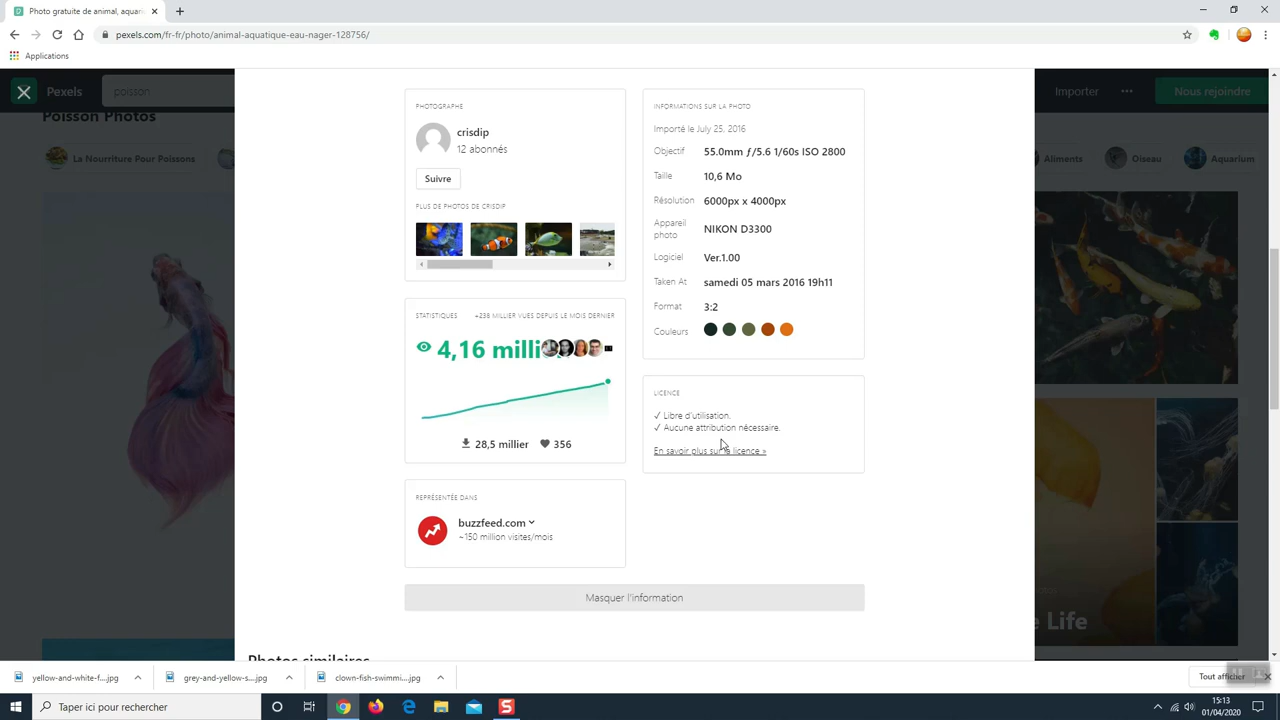 Photo gratuite de animal, aquari
pexels.com/fr-fr/photo/animal-aquatique-eau-nager-128756/
Applications
Pexels
poisson
Importer
Nous rejoindre
Poisson Photos
La Nourriture Pour Poissons
Aliments
Oiseau
Aquarium
PHOTOGRAPHE
crisdip
12 abonnés
Suivre
PLUS DE PHOTOS DE CRISDIP
STATISTIQUES
+238 MILLIER VUES DEPUIS LE MOIS DERNIER
4,16 milli
28,5 millier
356
REPRÉSENTÉE DANS
buzzfeed.com
~150 million visites/mois
INFORMATIONS SUR LA PHOTO
Importé le July 25, 2016
Objectif 55.0mm ƒ/5.6 1/60s ISO 2800
Taille 10,6 Mo
Résolution 6000px x 4000px
Appareil photo NIKON D3300
Logiciel Ver.1.00
Taken At samedi 05 mars 2016 19h11
Format 3:2
Couleurs
LICENCE
✓ Libre d'utilisation.
✓ Aucune attribution nécessaire.
En savoir plus sur la licence »
Masquer l'information
Life
Photos similaires
yellow-and-white-f....jpg
grey-and-yellow-s....jpg
clown-fish-swimmi....jpg
Tout afficher
Taper ici pour rechercher
15:13
01/04/2020